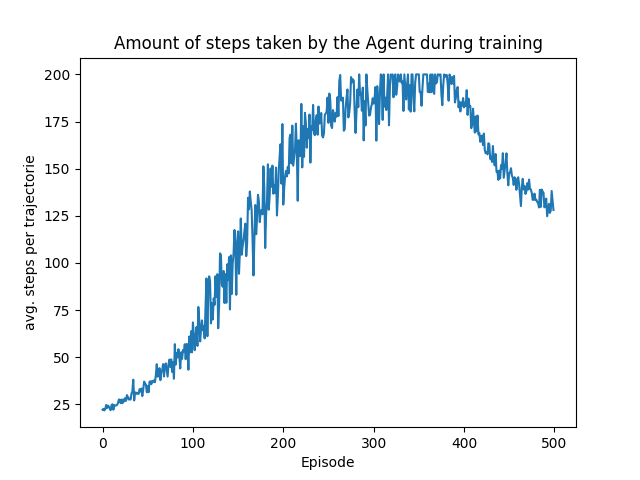 Amount of steps taken by the Agent during training
avg. steps per trajectorie
200
175
150
125
100
75
50
25
0 100 200 300 400 500
Episode